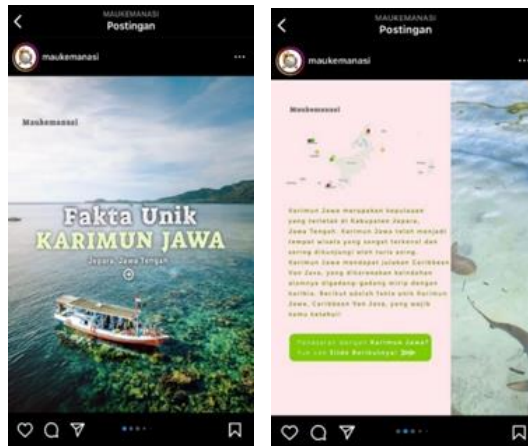 MAUKEMANASI
Postingan
maukemanasi
Maukemanasi
Fakta Unik
KARIMUN JAWA
Jepara, Jawa Tengah
MAUKEMANASI
Postingan
maukemanasi
Maukemanasi
Karimun Jawa merupakan kepulauan
yang terletak di Kabupaten Jepara,
Jawa Tengah. Karimun Jawa telah menjadi
tempat wisata yang sangat terkenal dan
sering dikunjungi oleh turis asing.
Karimun Jawa mendapat julukan Caribbean
Van Java, yang dikarenakan keindahan
alamnya digadang-gadang mirip dengan
karibia. Berikut adalah fakta unik Karimun
Jawa, Caribbean Van Java, yang wajib
kamu ketahui!
Penasaran dengan Karimun Jawa?
Yuk cek Slide Berikutnya!